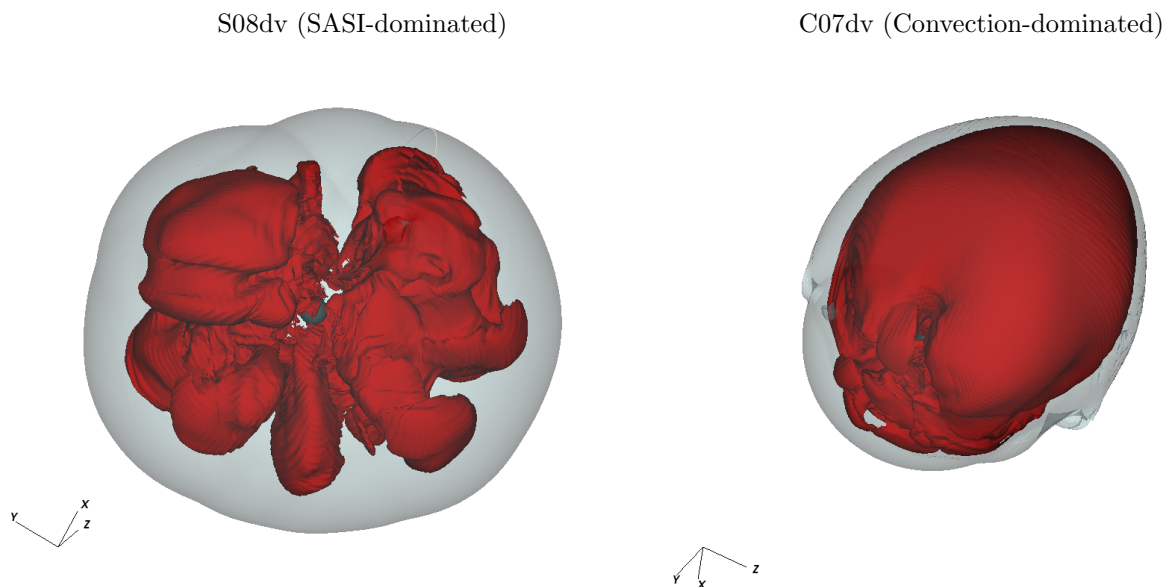 S08dv (SASI-dominated)
C07dv (Convection-dominated)
X
Y
Z
Z
Y
X